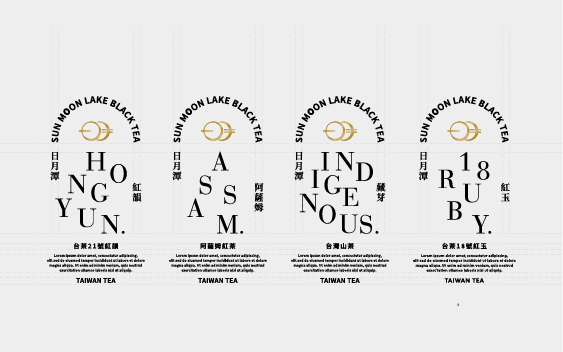 SUN MOON LAKE BLACK TEA
日月潭
HONGYUN.
紅韻
台茶21號紅韻
Lorem ipsum dolor amet, consectetur adipiscing,
elit sed do eiusmod tempor incididunt ut labore et dolore
magna aliqua. Ut enim ad minim veniam, quis nostrud
exercitation ullamco laboris nisi ut aliquip.
TAIWAN TEA
SUN MOON LAKE BLACK TEA
日月潭
ASSAM.
阿薩姆
阿薩姆紅茶
Lorem ipsum dolor amet, consectetur adipiscing,
elit sed do eiusmod tempor incididunt ut labore et dolore
magna aliqua. Ut enim ad minim veniam, quis nostrud
exercitation ullamco laboris nisi ut aliquip.
TAIWAN TEA
SUN MOON LAKE BLACK TEA
日月潭
INDIGENOUS.
藏芽
台灣山茶
Lorem ipsum dolor amet, consectetur adipiscing,
elit sed do eiusmod tempor incididunt ut labore et dolore
magna aliqua. Ut enim ad minim veniam, quis nostrud
exercitation ullamco laboris nisi ut aliquip.
TAIWAN TEA
SUN MOON LAKE BLACK TEA
日月潭
18
RUBY.
紅玉
台茶18號紅玉
Lorem ipsum dolor amet, consectetur adipiscing,
elit sed do eiusmod tempor incididunt ut labore et dolore
magna aliqua. Ut enim ad minim veniam, quis nostrud
exercitation ullamco laboris nisi ut aliquip.
TAIWAN TEA